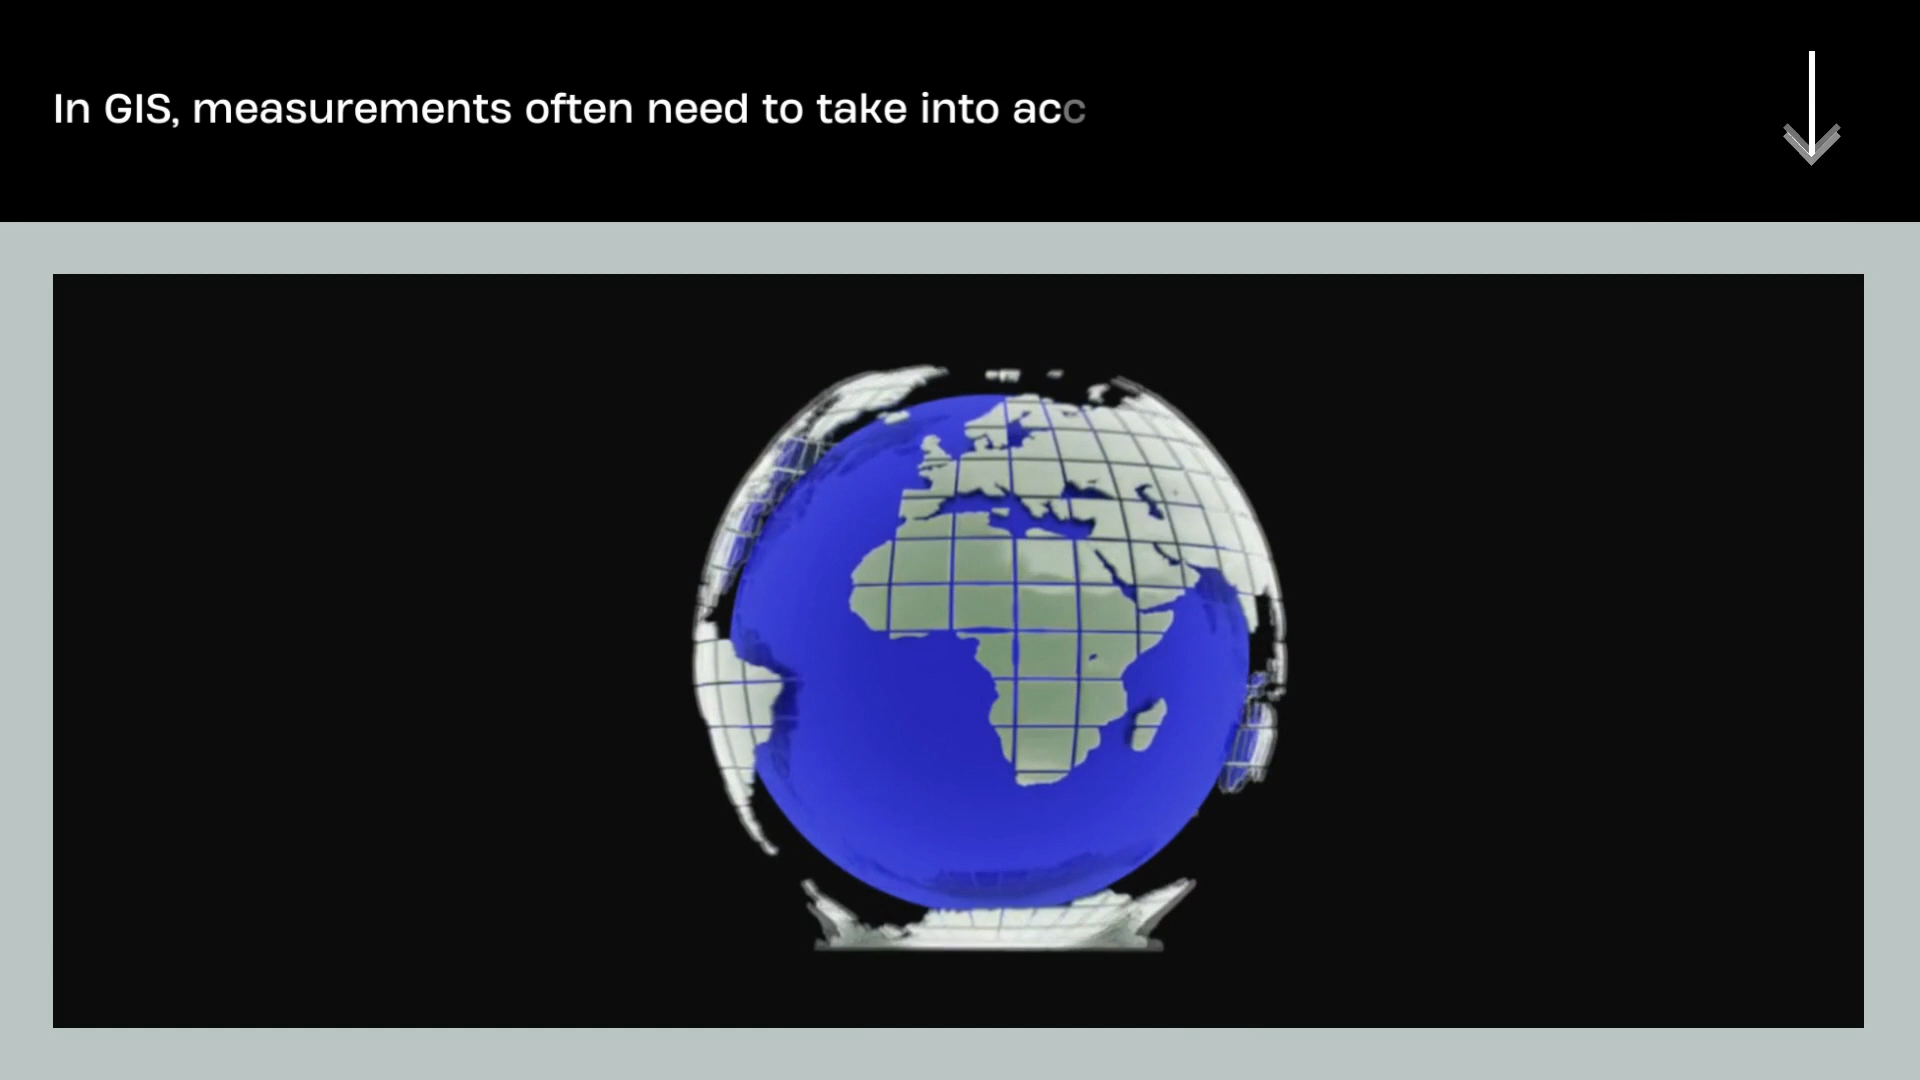 In GIS, measurements often need to take into acc